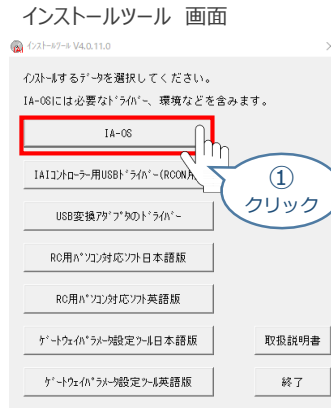 インストールツール 画面
インストールツール V4.0.11.0
インストールするデータを選択してください。
IA-OSには必要なドライバー、環境などを含みます。
IA-OS
IAIコントローラー用USBドライバー(RCON用
①
クリック
USB変換アダプタのドライバー
RC用パソコン対応ソフト日本語版
RC用パソコン対応ソフト英語版
ゲートウェイパラメータ設定ツール日本語版
取扱説明書
ゲートウェイパラメータ設定ツール英語版
終了